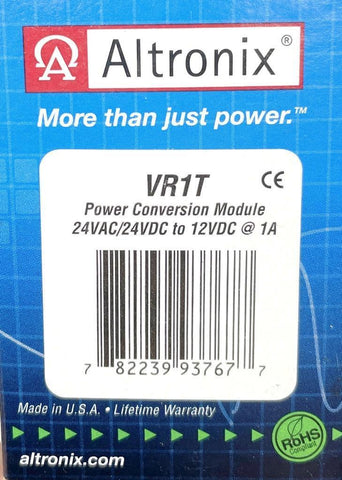 Altronix®
More than just power.™
VR1T CE
Power Conversion Module
24VAC/24VDC to 12VDC @ 1A
7 82239 93767 7
Made in U.S.A. • Lifetime Warranty
RoHS
Compliant
altronix.com